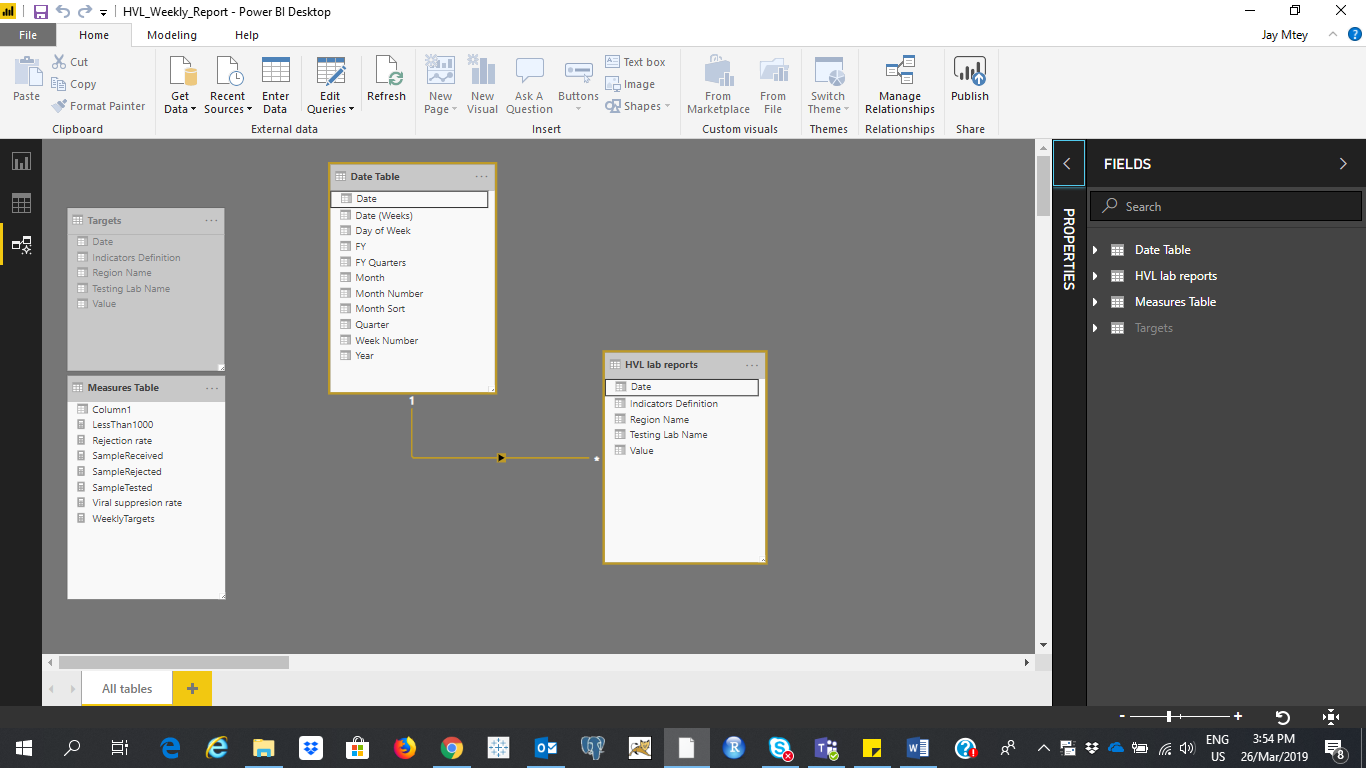 HVL_Weekly_Report - Power BI Desktop
File
Home
Modeling
Help
Jay Mtey
Paste
Cut
Copy
Format Painter
Clipboard
Get Data
Recent Sources
Enter Data
Edit Queries
Refresh
External data
New Page
New Visual
Ask A Question
Buttons
Text box
Image
Shapes
Insert
From Marketplace
From File
Custom visuals
Switch Theme
Themes
Manage Relationships
Relationships
Publish
Share
Targets
Date
Indicators Definition
Region Name
Testing Lab Name
Value
Measures Table
Column1
LessThan1000
Rejection rate
SampleReceived
SampleRejected
SampleTested
Viral suppresion rate
WeeklyTargets
Date Table
Date
Date (Weeks)
Day of Week
FY
FY Quarters
Month
Month Number
Month Sort
Quarter
Week Number
Year
1
*
HVL lab reports
Date
Indicators Definition
Region Name
Testing Lab Name
Value
PROPERTIES
FIELDS
Search
Date Table
HVL lab reports
Measures Table
Targets
All tables
ENG
US
3:54 PM
26/Mar/2019
8